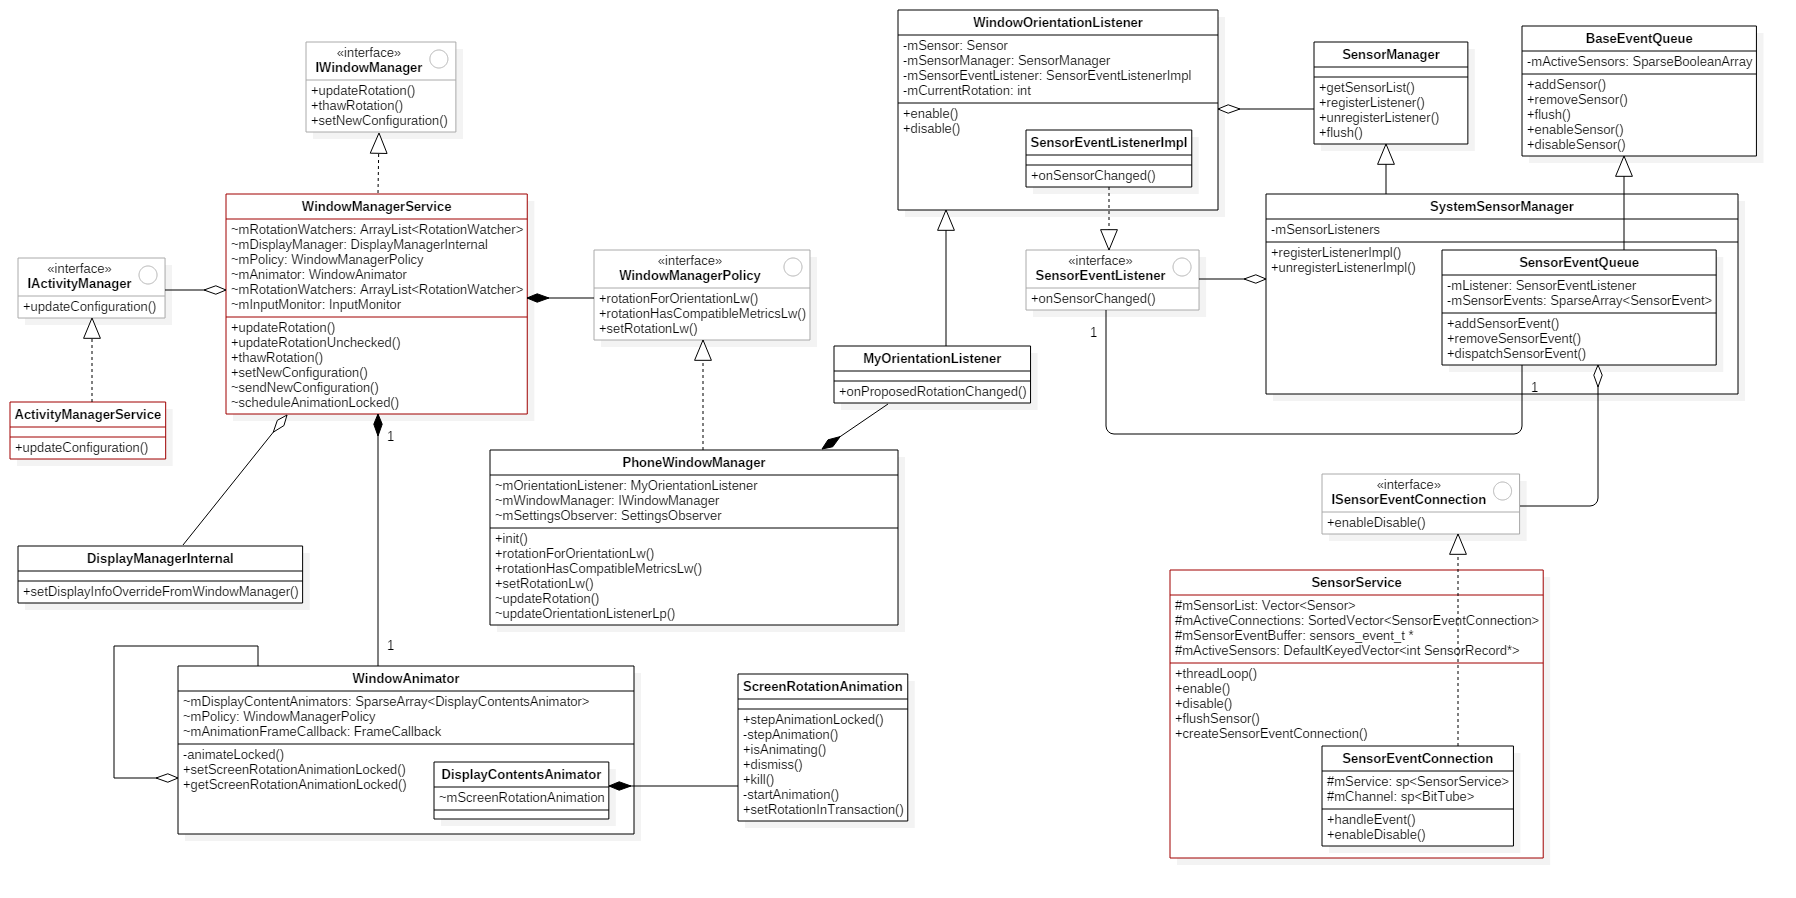 «interface»
IWindowManager
+updateRotation()
+thawRotation()
+setNewConfiguration()
WindowManagerService
~mRotationWatchers: ArrayList<RotationWatcher>
~mDisplayManager: DisplayManagerInternal
~mPolicy: WindowManagerPolicy
~mAnimator: WindowAnimator
~mRotationWatchers: ArrayList<RotationWatcher>
~mInputMonitor: InputMonitor
+updateRotation()
+updateRotationUnchecked()
+thawRotation()
+setNewConfiguration()
~sendNewConfiguration()
~scheduleAnimationLocked()
«interface»
IActivityManager
+updateConfiguration()
ActivityManagerService
+updateConfiguration()
«interface»
WindowManagerPolicy
+rotationForOrientationLw()
+rotationHasCompatibleMetricsLw()
+setRotationLw()
1
1
DisplayManagerInternal
+setDisplayInfoOverrideFromWindowManager()
PhoneWindowManager
~mOrientationListener: MyOrientationListener
~mWindowManager: IWindowManager
~mSettingsObserver: SettingsObserver
+init()
+rotationForOrientationLw()
+rotationHasCompatibleMetricsLw()
+setRotationLw()
~updateRotation()
~updateOrientationListenerLp()
WindowAnimator
~mDisplayContentAnimators: SparseArray<DisplayContentsAnimator>
~mPolicy: WindowManagerPolicy
~mAnimationFrameCallback: FrameCallback
-animateLocked()
+setScreenRotationAnimationLocked()
+getScreenRotationAnimationLocked()
DisplayContentsAnimator
~mScreenRotationAnimation
ScreenRotationAnimation
+stepAnimationLocked()
-stepAnimation()
+isAnimating()
+dismiss()
+kill()
-startAnimation()
+setRotationInTransaction()
WindowOrientationListener
-mSensor: Sensor
-mSensorManager: SensorManager
-mSensorEventListener: SensorEventListenerImpl
-mCurrentRotation: int
+enable()
+disable()
SensorEventListenerImpl
+onSensorChanged()
MyOrientationListener
+onProposedRotationChanged()
«interface»
SensorEventListener
+onSensorChanged()
1
1
SensorManager
+getSensorList()
+registerListener()
+unregisterListener()
+flush()
BaseEventQueue
-mActiveSensors: SparseBooleanArray
+addSensor()
+removeSensor()
+flush()
+enableSensor()
+disableSensor()
SystemSensorManager
-mSensorListeners
+registerListenerImpl()
+unregisterListenerImpl()
SensorEventQueue
-mListener: SensorEventListener
-mSensorEvents: SparseArray<SensorEvent>
+addSensorEvent()
+removeSensorEvent()
+dispatchSensorEvent()
«interface»
ISensorEventConnection
+enableDisable()
SensorService
#mSensorList: Vector<Sensor>
#mActiveConnections: SortedVector<SensorEventConnection>
#mSensorEventBuffer: sensors_event_t *
#mActiveSensors: DefaultKeyedVector<int SensorRecord*>
+threadLoop()
+enable()
+disable()
+flushSensor()
+createSensorEventConnection()
SensorEventConnection
#mService: sp<SensorService>
#mChannel: sp<BitTube>
+handleEvent()
+enableDisable()